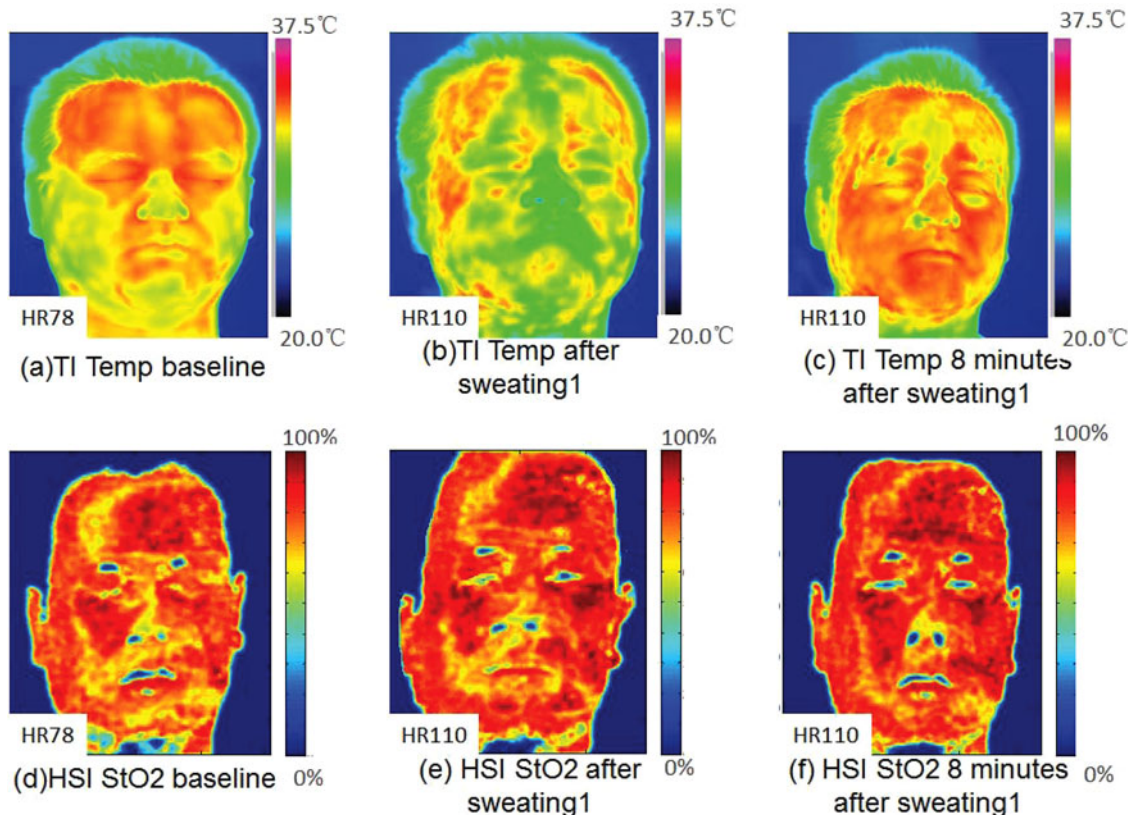 37.5℃
37.5℃
37.5℃
HR78
HR110
HR110
20.0℃
20.0℃
20.0℃
(a)TI Temp baseline
(b)TI Temp after
sweating1
(c) TI Temp 8 minutes
after sweating1
100%
100%
100%
HR78
HR110
HR110
0%
0%
0%
(d)HSI StO2 baseline
(e) HSI StO2 after
sweating1
(f) HSI StO2 8 minutes
after sweating1